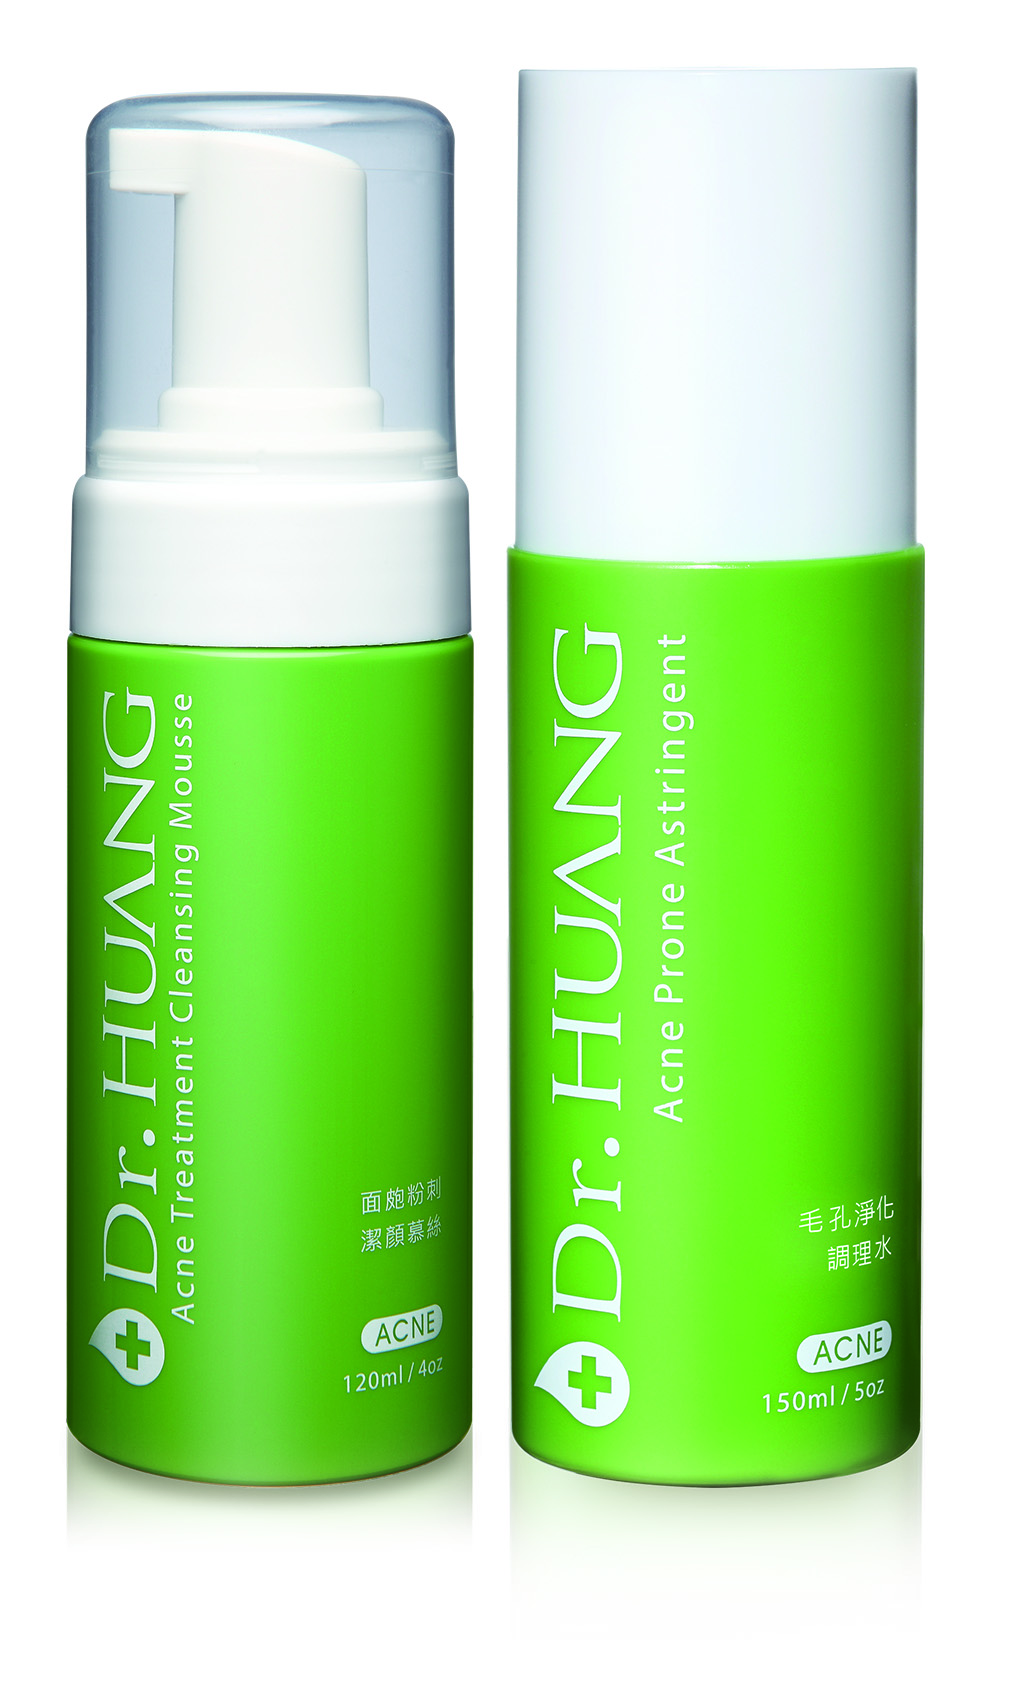 Dr. HUANG
Acne Treatment Cleansing Mousse
面皰粉刺
潔顏慕絲
ACNE
120ml / 4oz
Dr. HUANG
Acne Prone Astringent
毛孔淨化
調理水
ACNE
150ml / 5oz